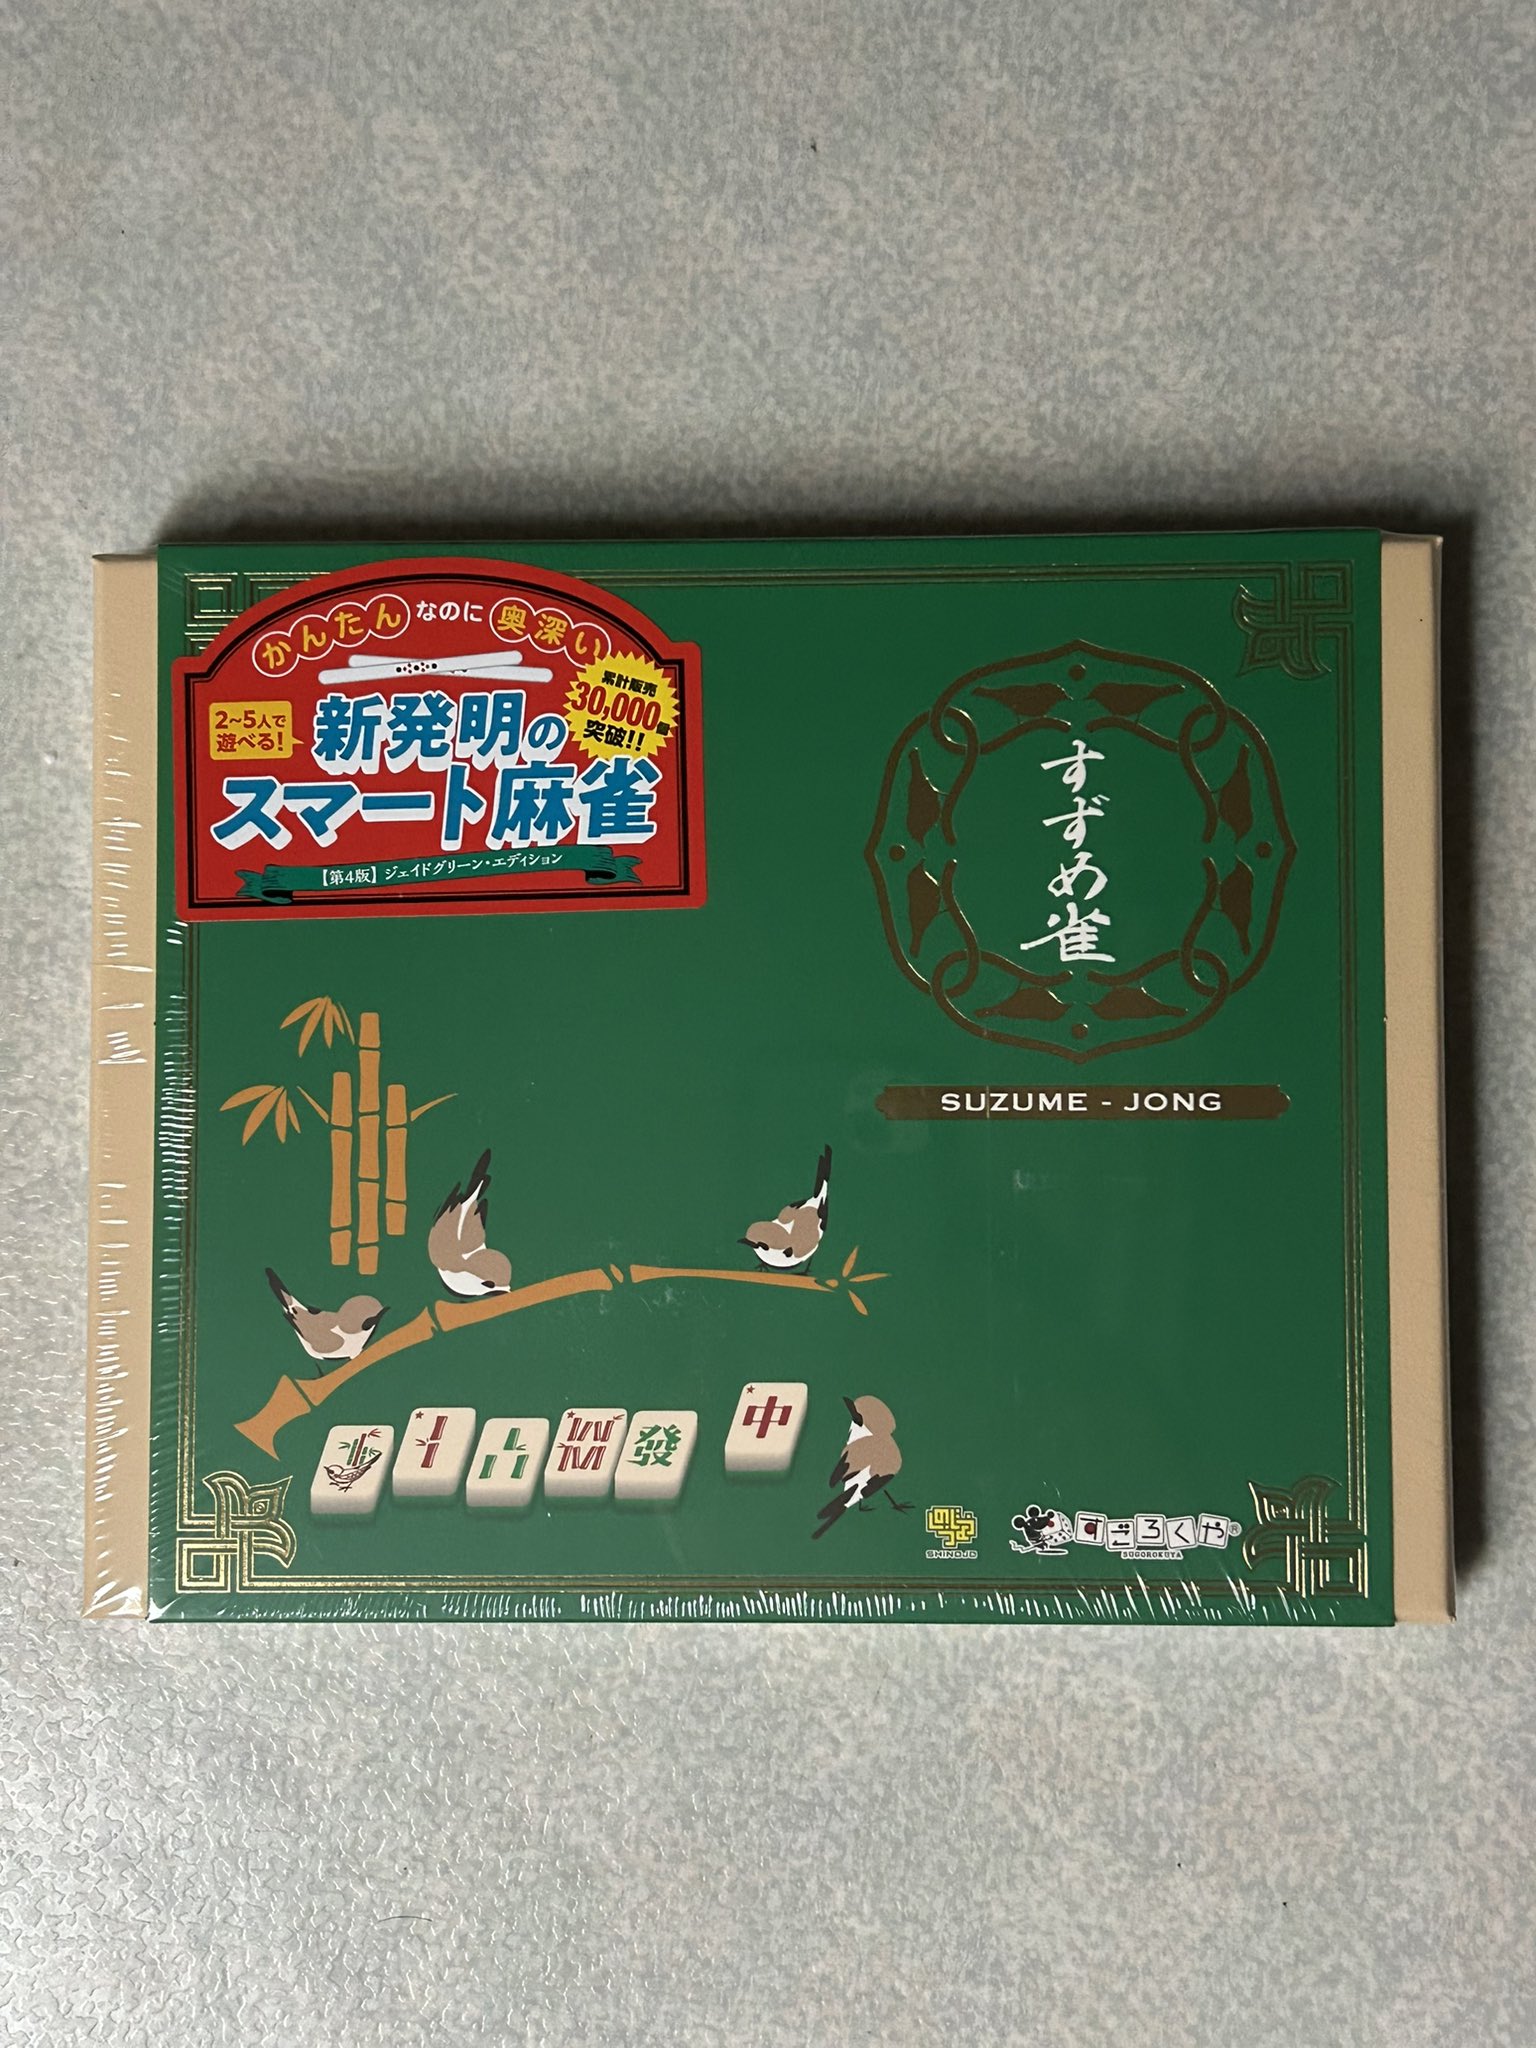 かんたんなのに奥深い
累計販売
30,000個
突破!!
2~5人で
遊べる!
新発明の
スマート麻雀
【第4版】ジェイドグリーン・エディション
すずめ雀
SUZUME - JONG
發
中
SHINOJO
すごろくや®
SUGOROKUYA